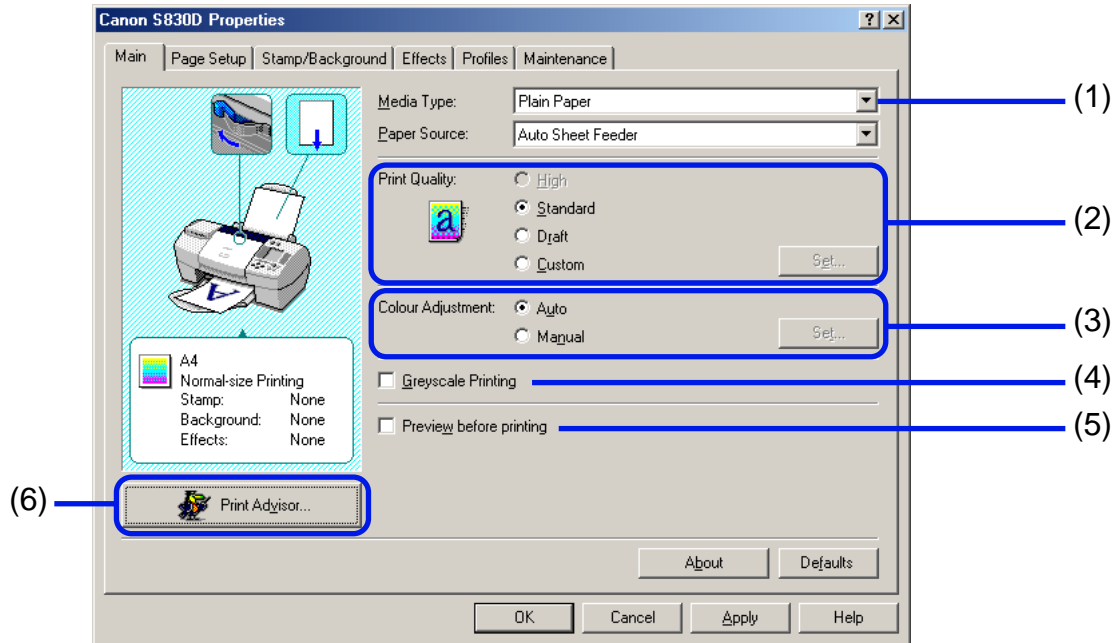 Canon S830D Properties
Main Page Setup Stamp/Background Effects Profiles Maintenance
Media Type: Plain Paper (1)
Paper Source: Auto Sheet Feeder
Print Quality: High
Standard
a
(2)
Draft
Custom Set...
Colour Adjustment: Auto
(3)
Manual Set...
A
A4
Normal-size Printing
Stamp: None
Background: None
Effects: None
Greyscale Printing (4)
Preview before printing (5)
(6) Print Advisor...
About Defaults
OK Cancel Apply Help